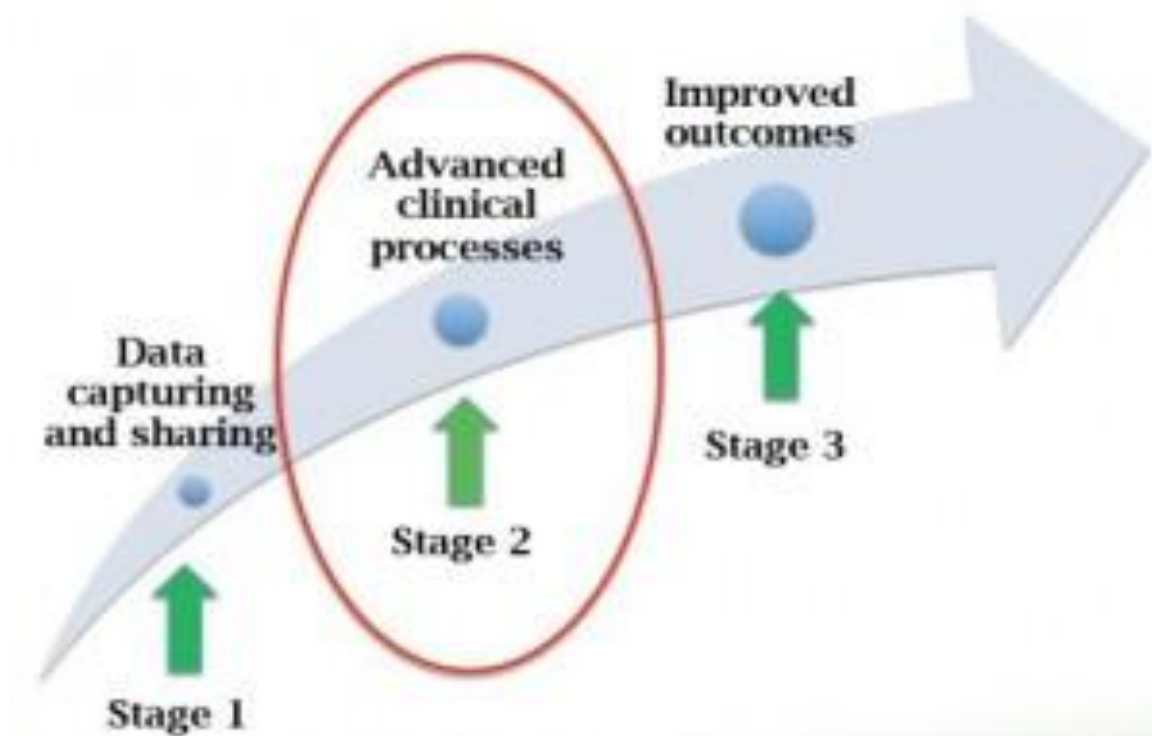 Data
capturing
and sharing
Stage 1
Advanced
clinical
processes
Stage 2
Improved
outcomes
Stage 3